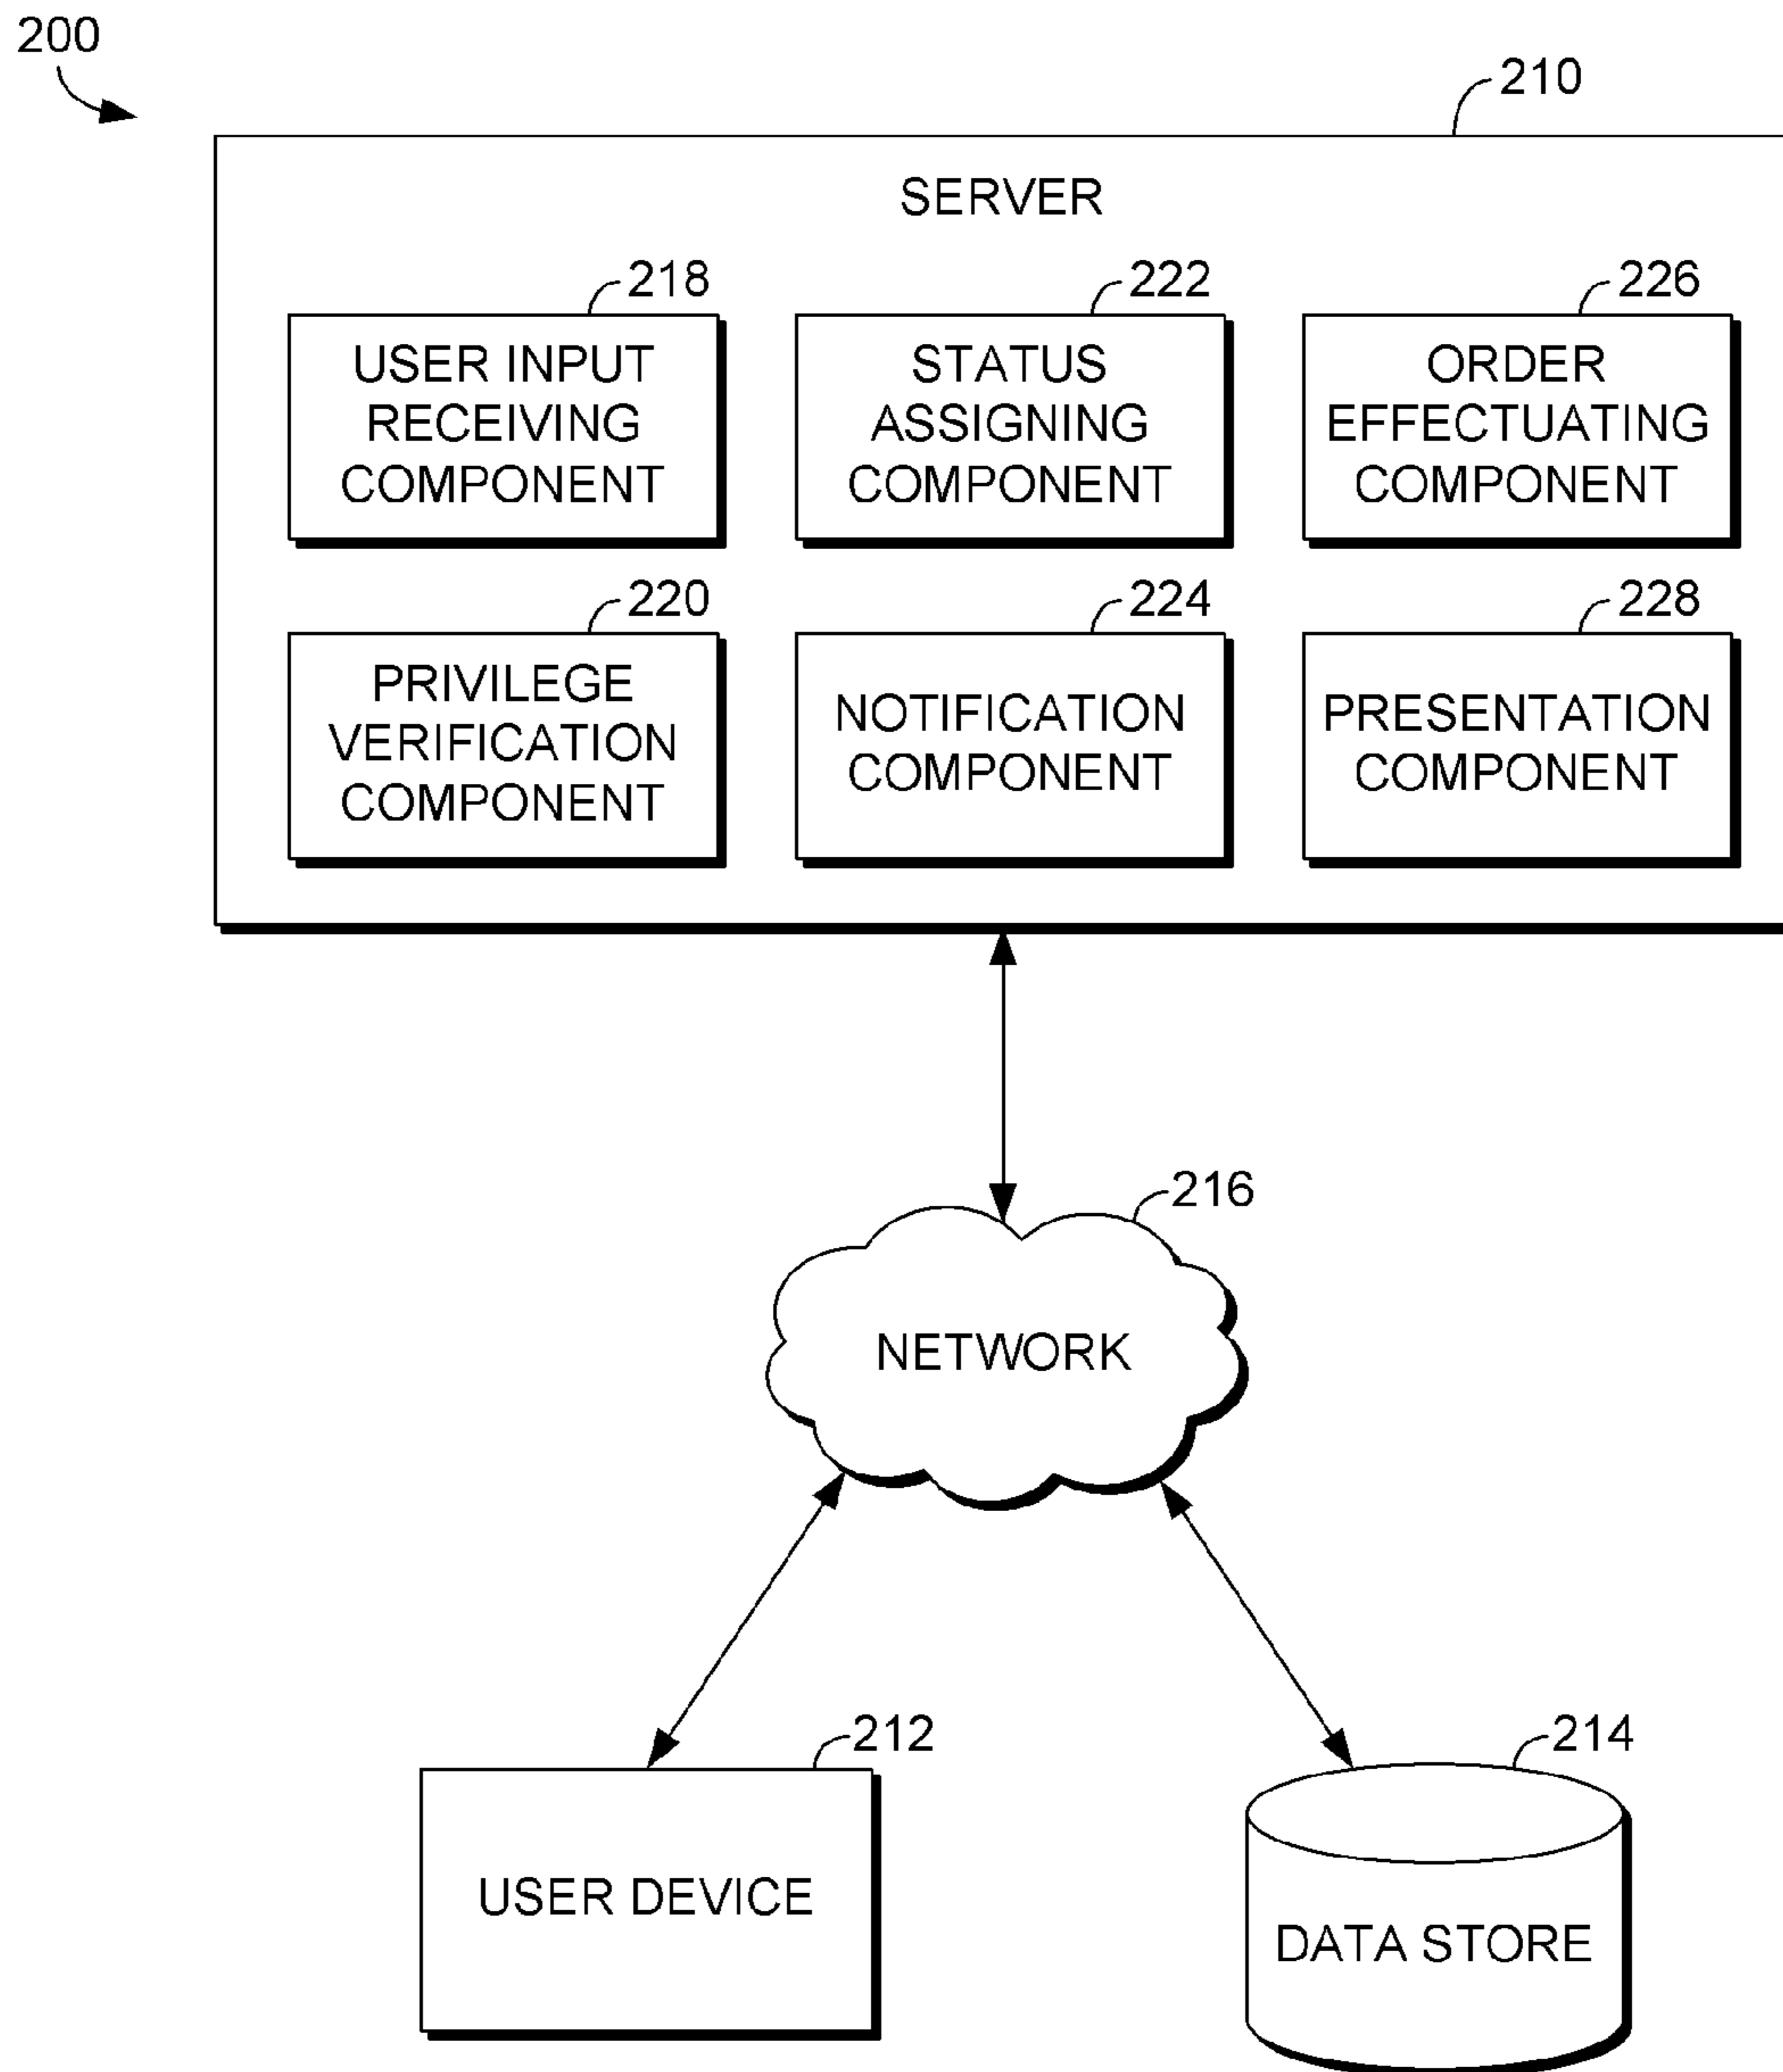 200
210
SERVER
218
USER INPUT
RECEIVING
COMPONENT
222
STATUS
ASSIGNING
COMPONENT
226
ORDER
EFFECTUATING
COMPONENT
220
PRIVILEGE
VERIFICATION
COMPONENT
224
NOTIFICATION
COMPONENT
228
PRESENTATION
COMPONENT
216
NETWORK
212
USER DEVICE
214
DATA STORE